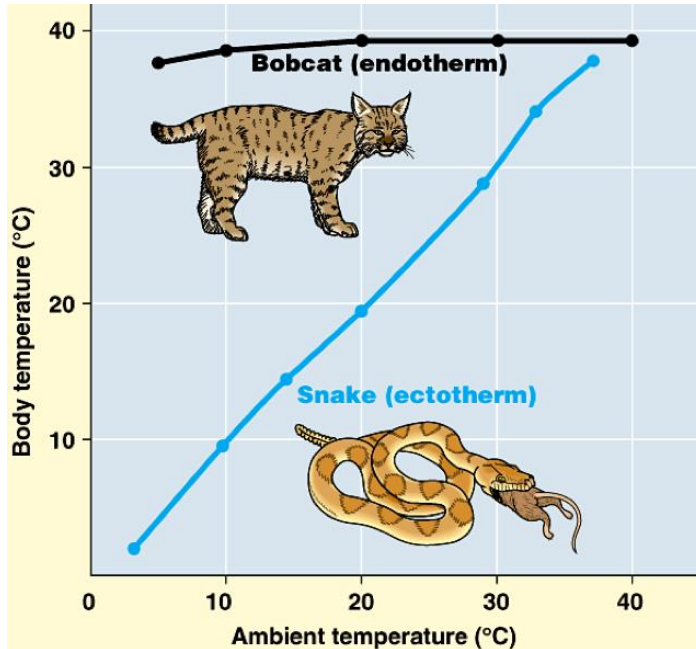 40
Bobcat (endotherm)
30
Body temperature (°C)
20
Snake (ectotherm)
10
0 10 20 30 40
Ambient temperature (°C)